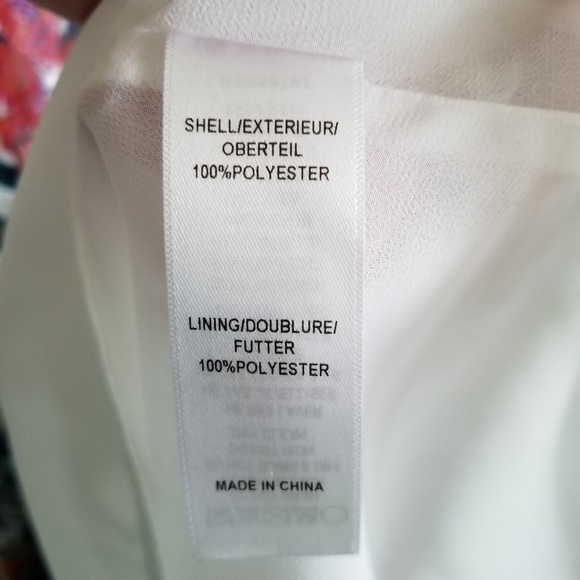 SHELL/EXTERIEUR/
OBERTEIL
100%POLYESTER
LINING/DOUBLURE/
FUTTER
100%POLYESTER
MADE IN CHINA